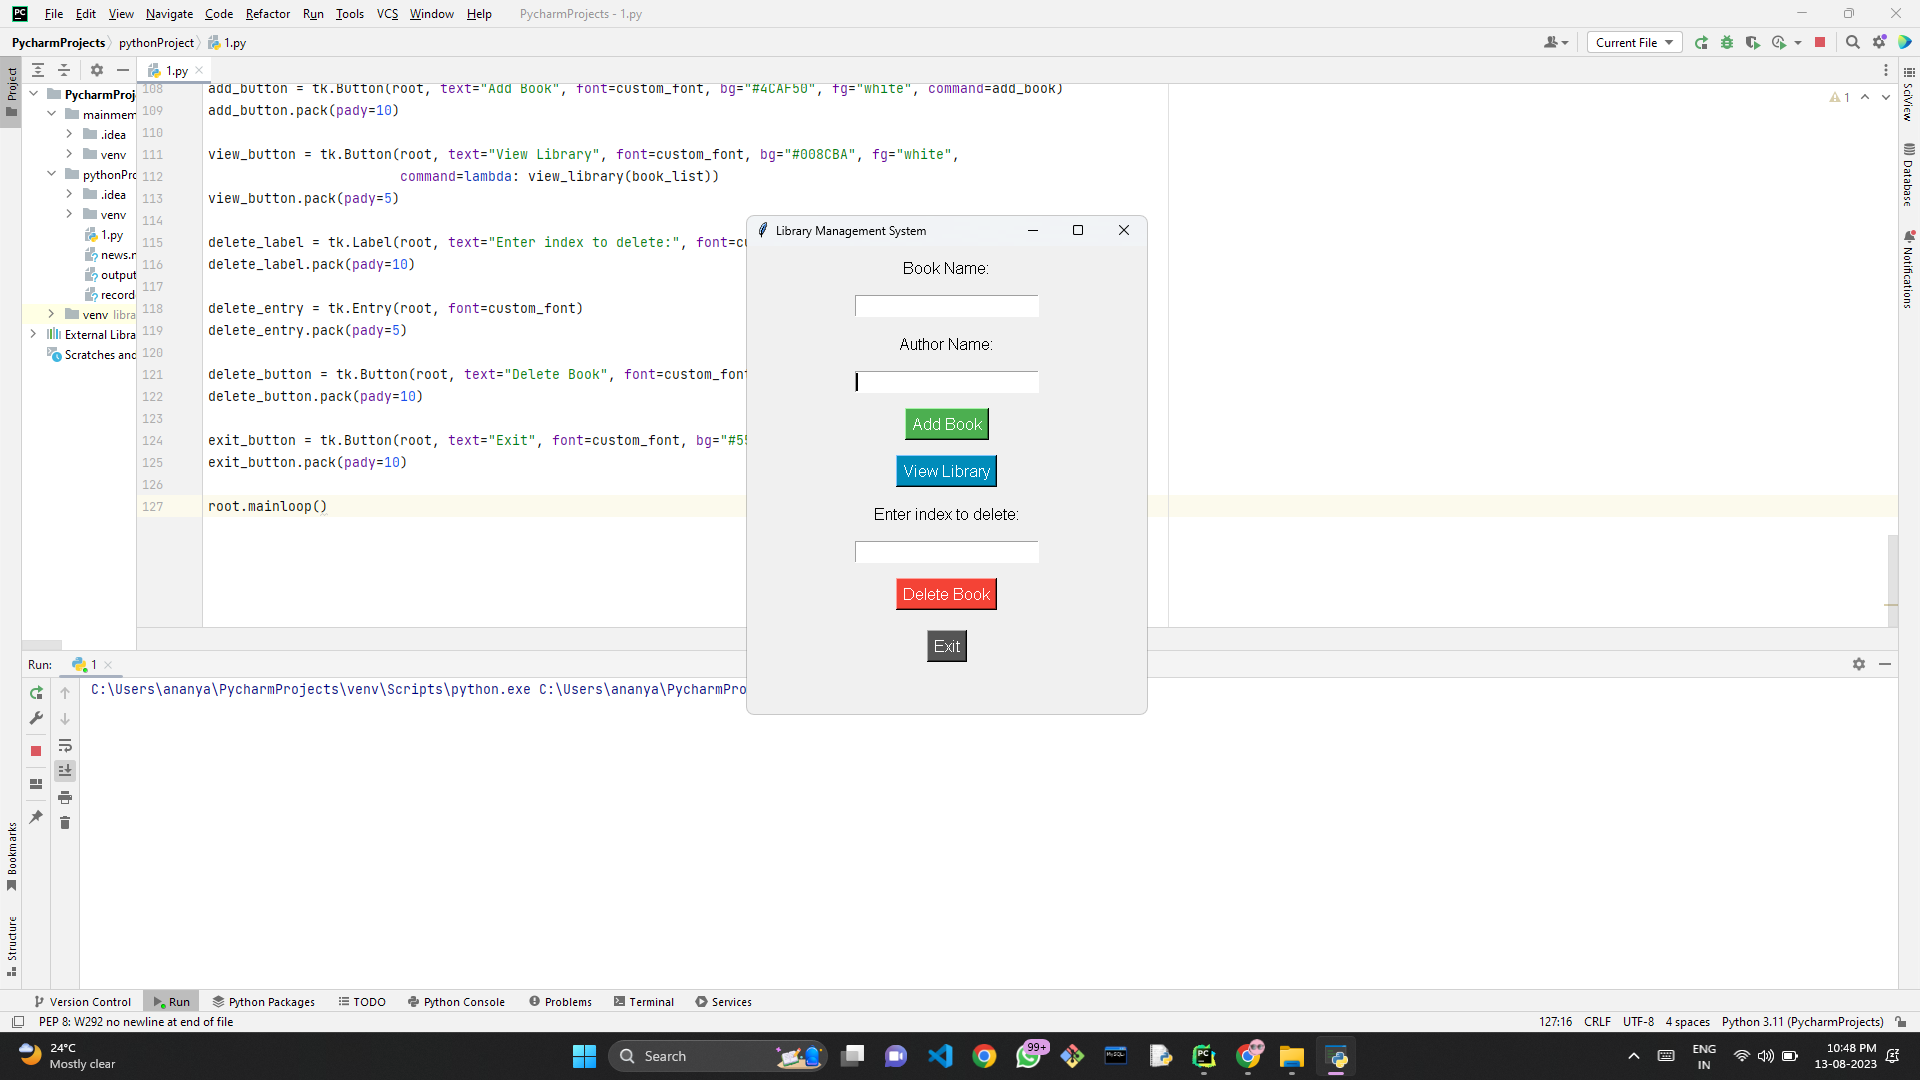 File Edit View Navigate Code Refactor Run Tools VCS Window Help PycharmProjects - 1.py
PycharmProjects pythonProject 1.py
Current File
Project
1.py
PycharmProj
mainmem
.idea
venv
pythonPro
.idea
venv
1.py
news.r
output
record
venv libra
External Libra
Scratches and
108 add_button = tk.Button(root, text="Add Book", font=custom_font, bg="#4CAF50", fg="white", command=add_book)
109 add_button.pack(pady=10)
110
111 view_button = tk.Button(root, text="View Library", font=custom_font, bg="#008CBA", fg="white",
112 command=lambda: view_library(book_list))
113 view_button.pack(pady=5)
114
115 delete_label = tk.Label(root, text="Enter index to delete:", font=cu
116 delete_label.pack(pady=10)
117
118 delete_entry = tk.Entry(root, font=custom_font)
119 delete_entry.pack(pady=5)
120
121 delete_button = tk.Button(root, text="Delete Book", font=custom_font
122 delete_button.pack(pady=10)
123
124 exit_button = tk.Button(root, text="Exit", font=custom_font, bg="#55
125 exit_button.pack(pady=10)
126
127 root.mainloop()
1
SciView
Database
Notifications
Library Management System
Book Name:
Author Name:
Add Book
View Library
Enter index to delete:
Delete Book
Exit
Run: 1
C:\Users\ananya\PycharmProjects\venv\Scripts\python.exe C:\Users\ananya\PycharmPro
Bookmarks
Structure
Version Control Run Python Packages TODO Python Console Problems Terminal Services
PEP 8: W292 no newline at end of file
127:16 CRLF UTF-8 4 spaces Python 3.11 (PycharmProjects)
24°C
Mostly clear
Search
99+
ENG
IN
10:48 PM
13-08-2023